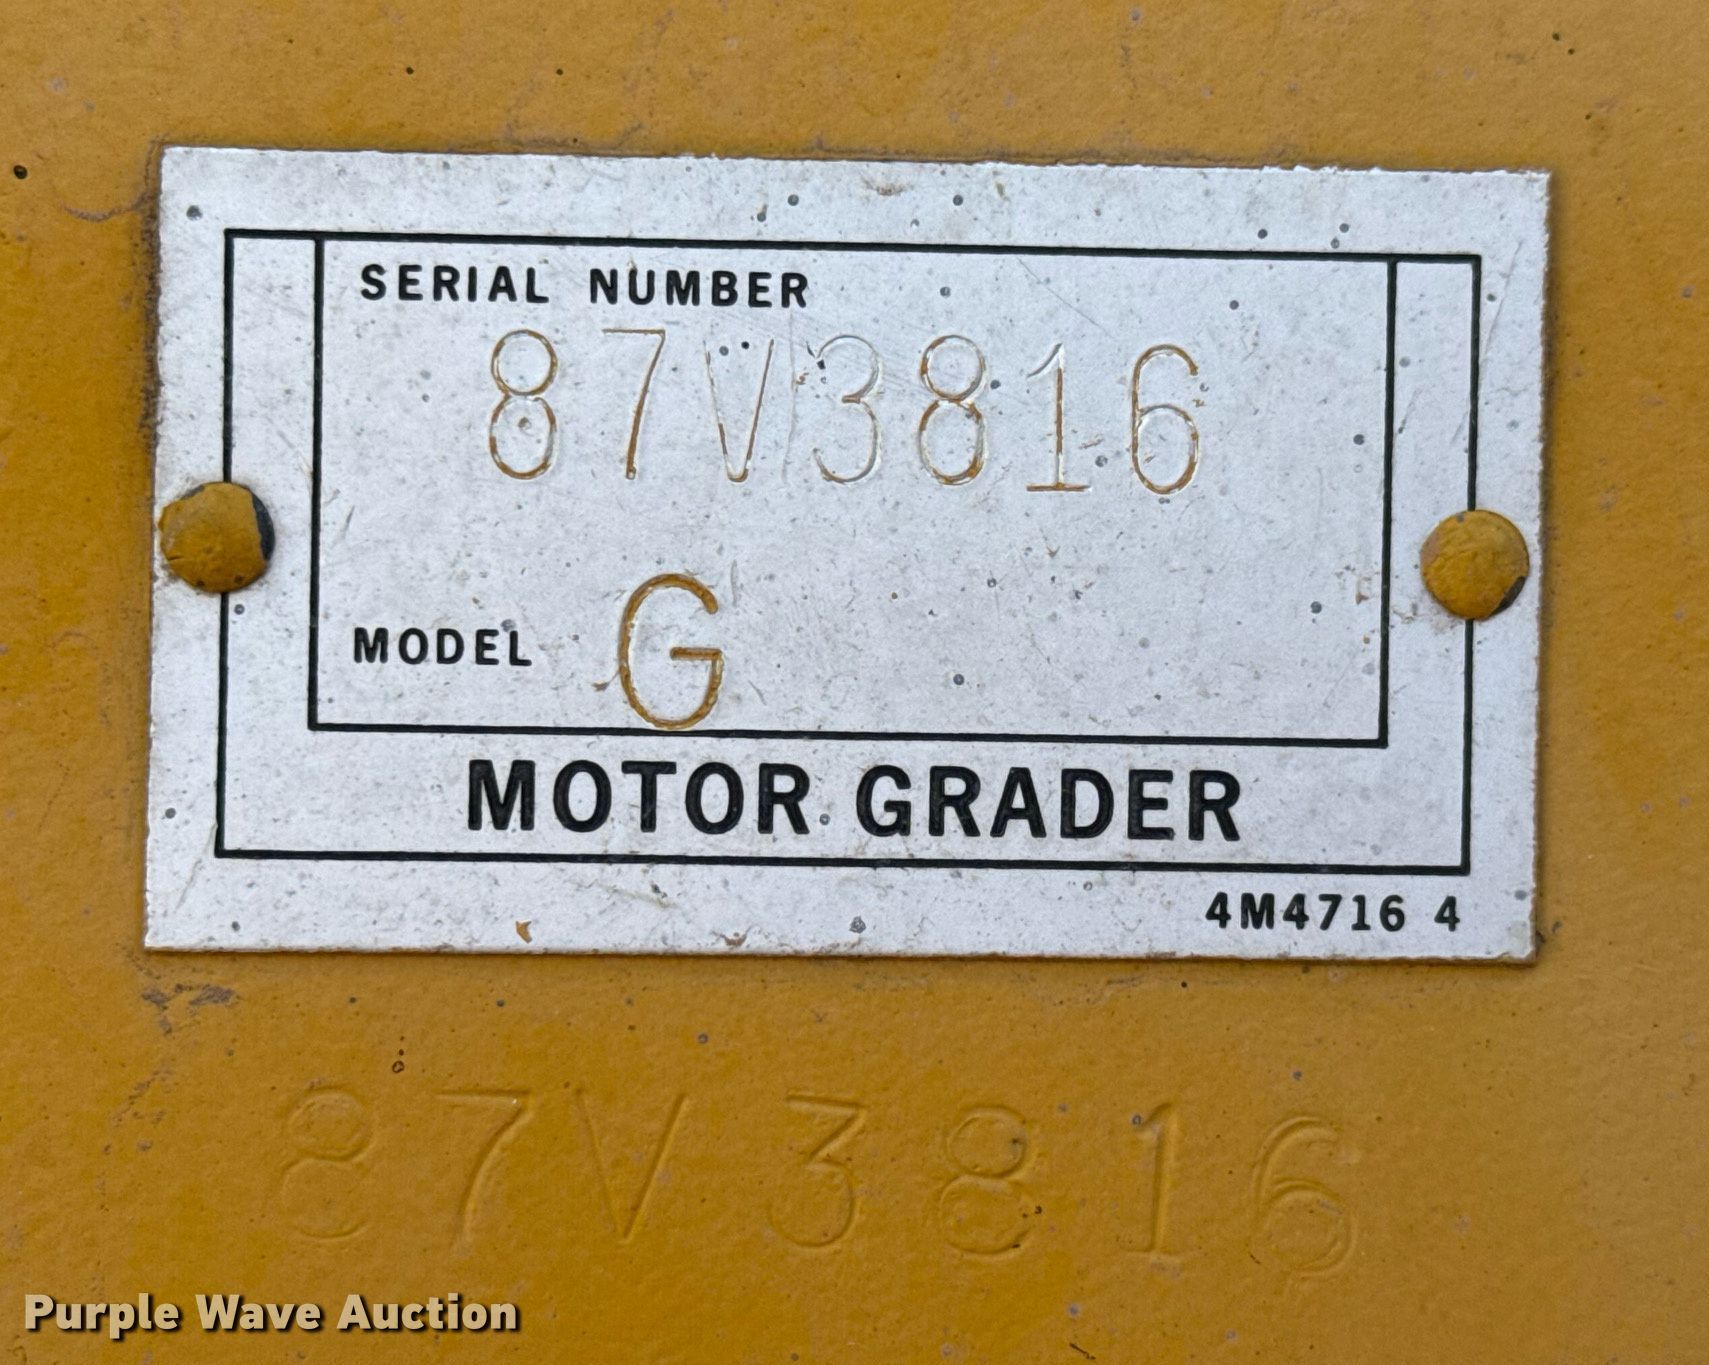 SERIAL NUMBER
87V3816
MODEL G
MOTOR GRADER
4M4716 4
87V3816
Purple Wave Auction